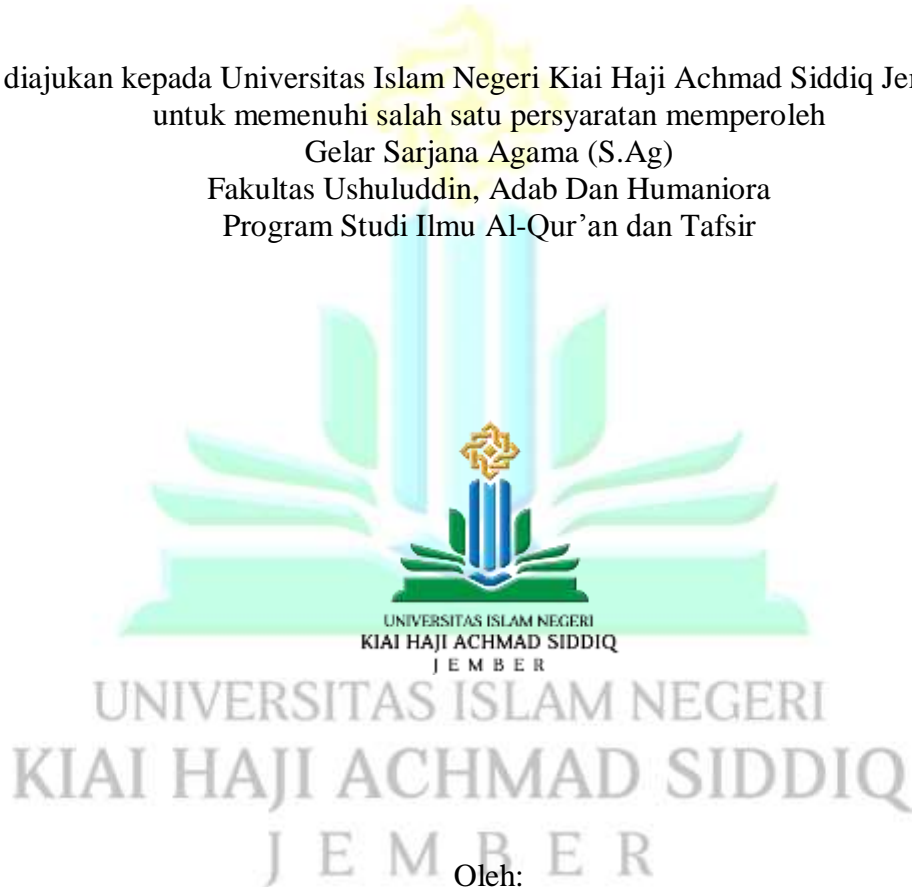 diajukan kepada Universitas Islam Negeri Kiai Haji Achmad Siddiq
untuk memenuhi salah satu persyaratan memperoleh
Gelar Sarjana Agama (S.Ag)
Fakultas Ushuluddin, Adab Dan Humaniora
Program Studi Ilmu Al-Qur’an dan Tafsir
UNIVERSITAS ISLAM NEGERI
KIAI HAJI ACHMAD SIDDIQ
JEMBER
UNIVERSITAS ISLAM NEGERI
KIAI HAJI ACHMAD SIDDIQ
JEMBER
Oleh: